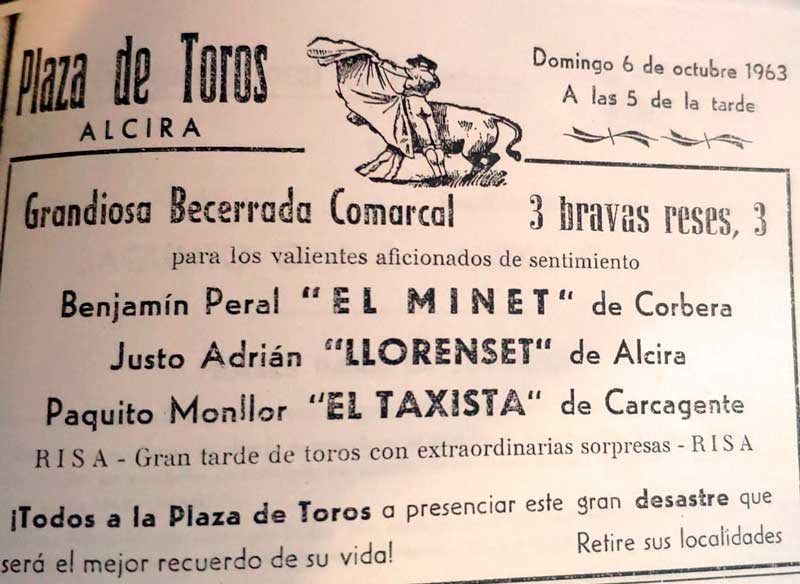 Plaza de Toros
ALCIRA
Domingo 6 de octubre 1963
A las 5 de la tarde
Grandiosa Becerrada Comarcal 3 bravas reses, 3
para los valientes aficionados de sentimiento
Benjamín Peral "EL MINET" de Corbera
Justo Adrián "LLORENSET" de Alcira
Paquito Monllor "EL TAXISTA" de Carcagente
RISA - Gran tarde de toros con extraordinarias sorpresas - RISA
¡Todos a la Plaza de Toros a presenciar este gran desastre que
será el mejor recuerdo de su vida! Retire sus localidades